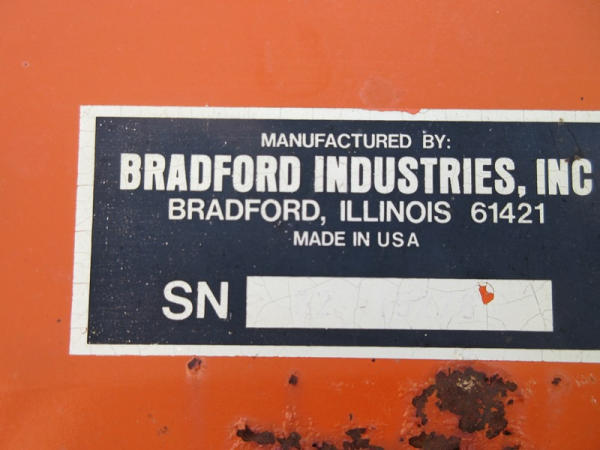 MANUFACTURED BY:
BRADFORD INDUSTRIES, INC
BRADFORD, ILLINOIS 61421
MADE IN USA
SN